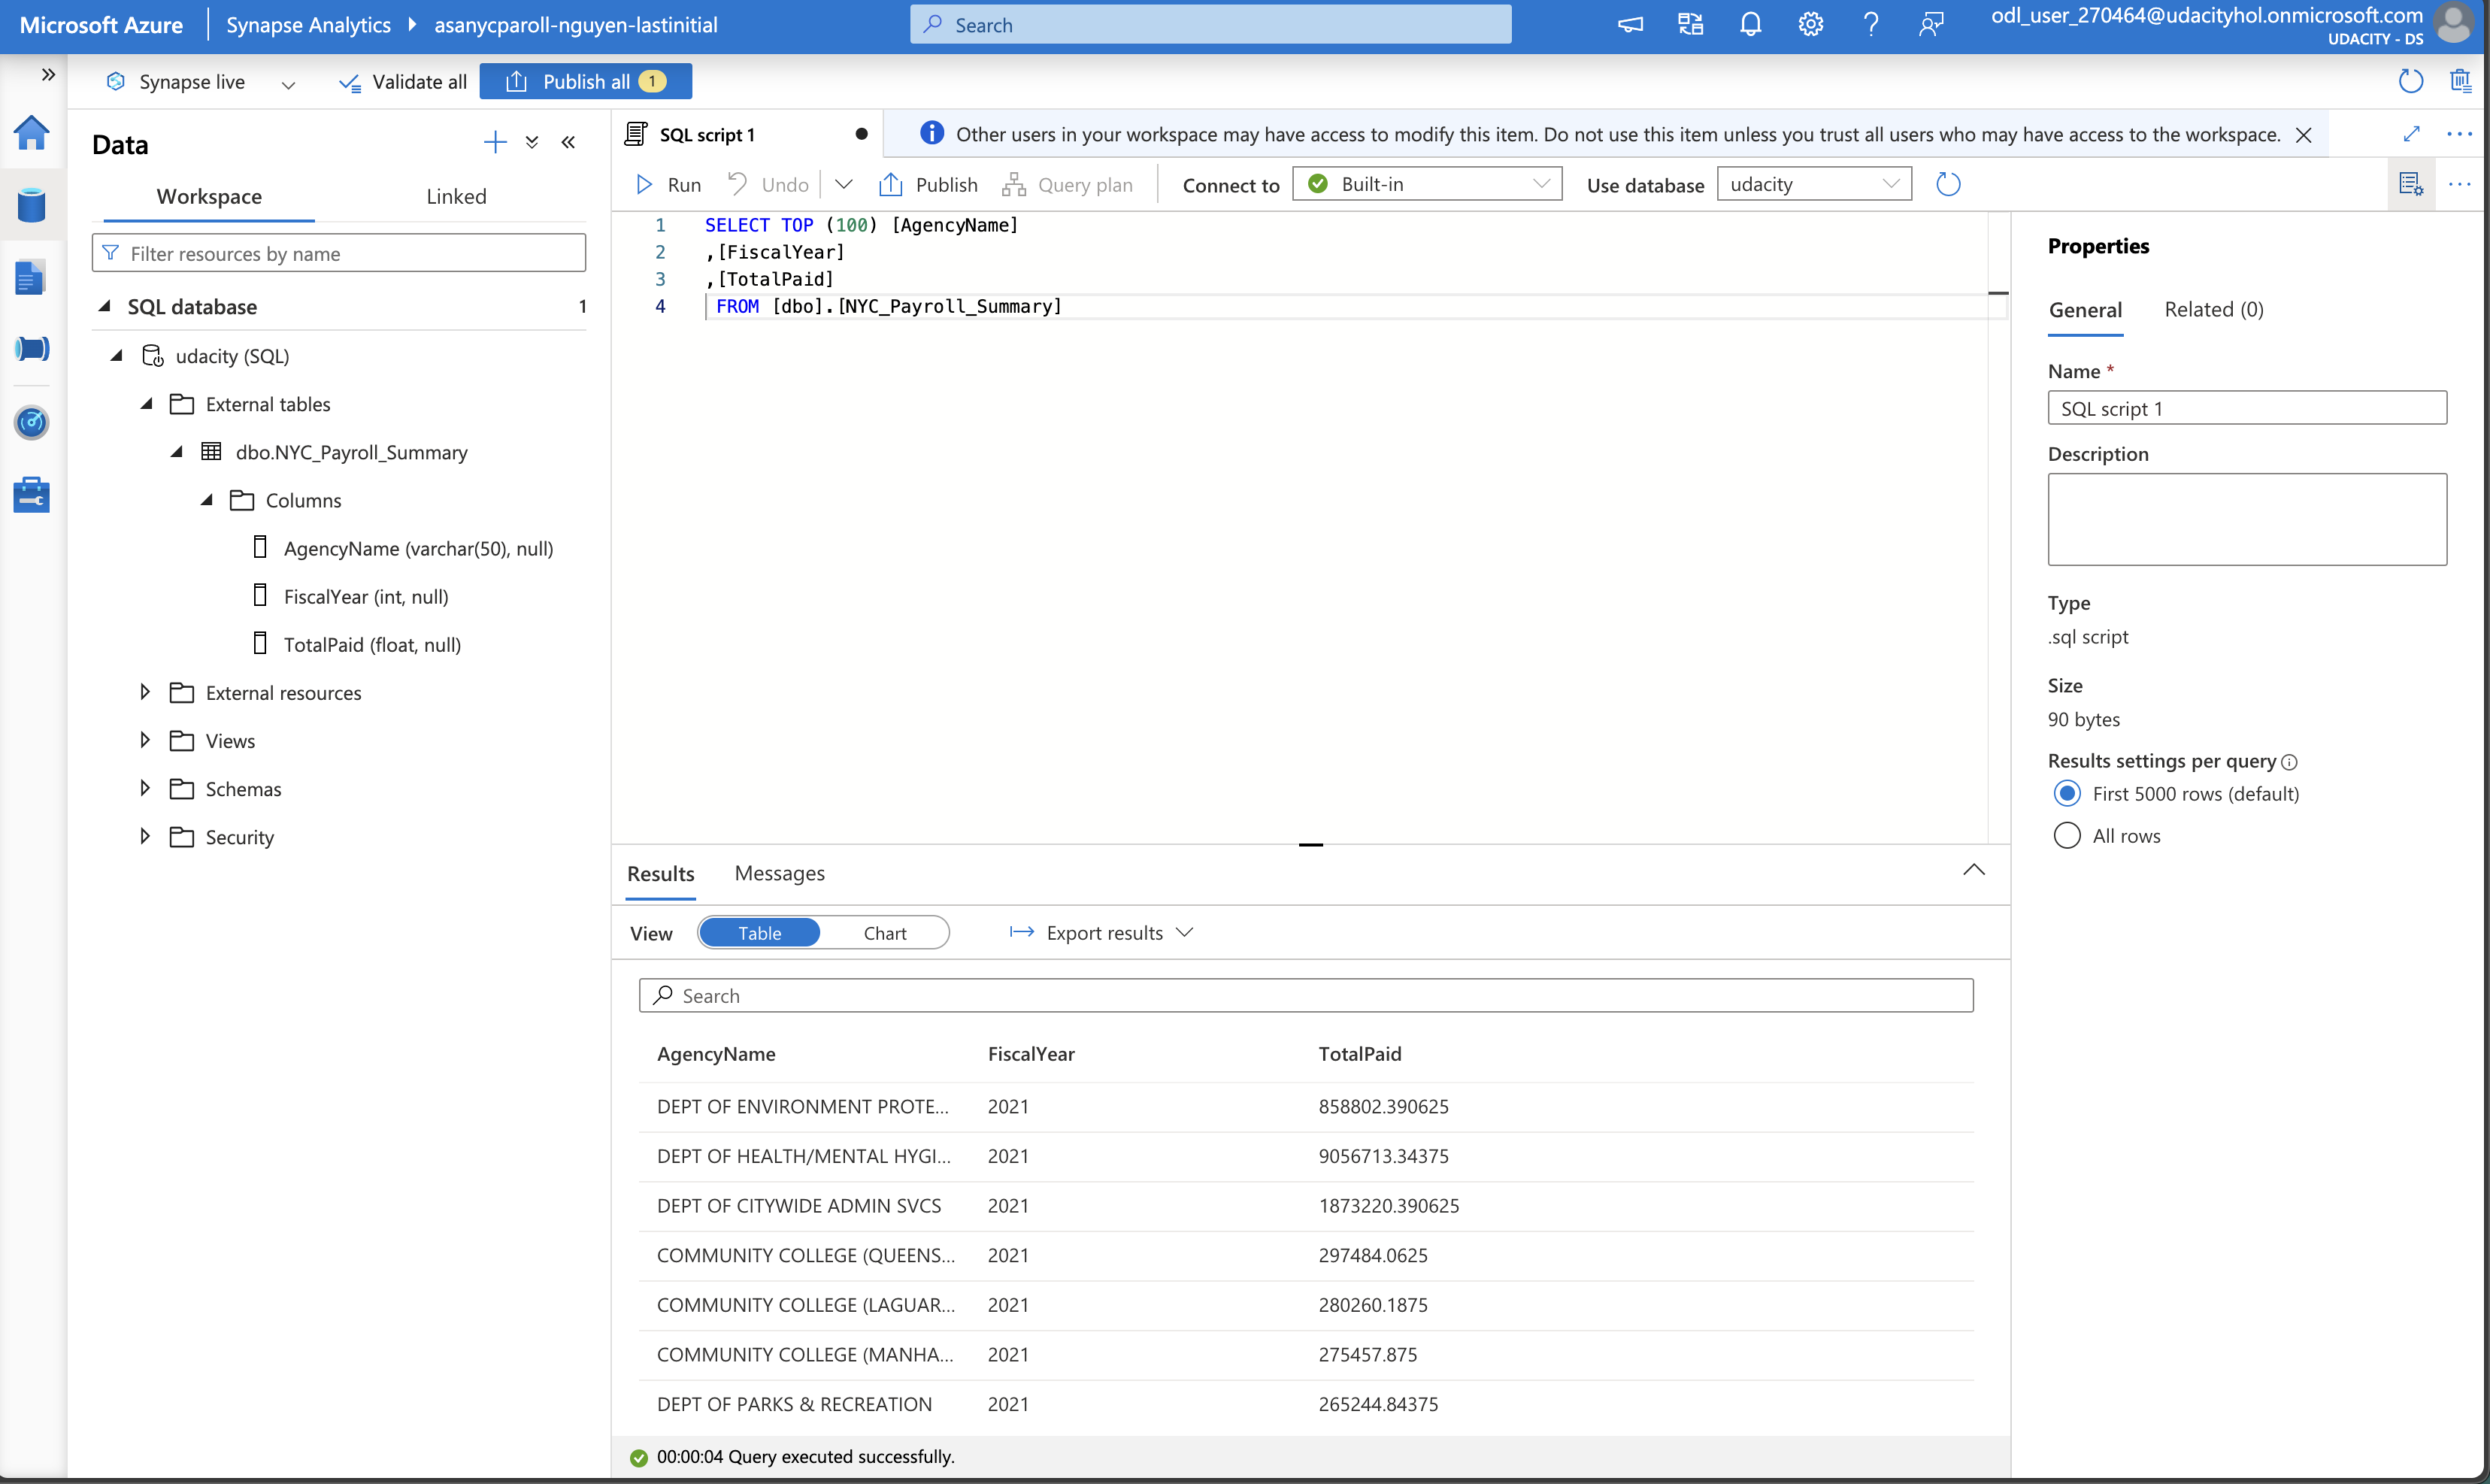 Microsoft Azure
Synapse Analytics
asanycparoll-nguyen-lastinitial
Search
odl_user_270464@udacityhol.onmicrosoft.com
UDACITY - DS
Synapse live
Validate all
Publish all 1
Data
Workspace
Linked
Filter resources by name
SQL database 1
udacity (SQL)
External tables
dbo.NYC_Payroll_Summary
Columns
AgencyName (varchar(50), null)
FiscalYear (int, null)
TotalPaid (float, null)
External resources
Views
Schemas
Security
SQL script 1
Other users in your workspace may have access to modify this item. Do not use this item unless you trust all users who may have access to the workspace.
Run
Undo
Publish
Query plan
Connect to
Built-in
Use database
udacity
1 SELECT TOP (100) [AgencyName]
2 ,[FiscalYear]
3 ,[TotalPaid]
4 FROM [dbo].[NYC_Payroll_Summary]
Results
Messages
View
Table
Chart
Export results
Search
AgencyName FiscalYear TotalPaid
DEPT OF ENVIRONMENT PROTE... 2021 858802.390625
DEPT OF HEALTH/MENTAL HYGI... 2021 9056713.34375
DEPT OF CITYWIDE ADMIN SVCS 2021 1873220.390625
COMMUNITY COLLEGE (QUEENS... 2021 297484.0625
COMMUNITY COLLEGE (LAGUAR... 2021 280260.1875
COMMUNITY COLLEGE (MANHA... 2021 275457.875
DEPT OF PARKS & RECREATION 2021 265244.84375
00:00:04 Query executed successfully.
Properties
General
Related (0)
Name *
SQL script 1
Description
Type
.sql script
Size
90 bytes
Results settings per query
First 5000 rows (default)
All rows